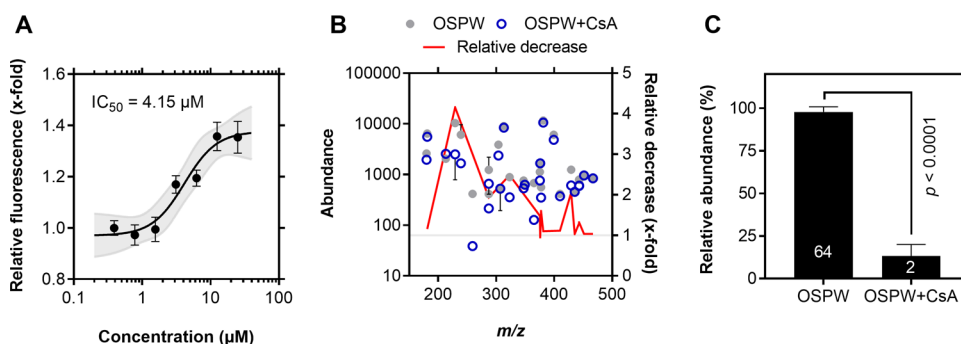 A
Relative fluorescence (x-fold)
1.6
1.4
1.2
1.0
0.8
IC50 = 4.15 µM
0.1
1
10
100
Concentration (µM)
B
OSPW
OSPW+CsA
Relative decrease
Abundance
100000
10000
1000
100
10
Relative decrease (x-fold)
5
4
3
2
1
0
200
300
400
500
m/z
C
Relative abundance (%)
100
75
50
25
0
p < 0.0001
64
2
OSPW
OSPW+CsA